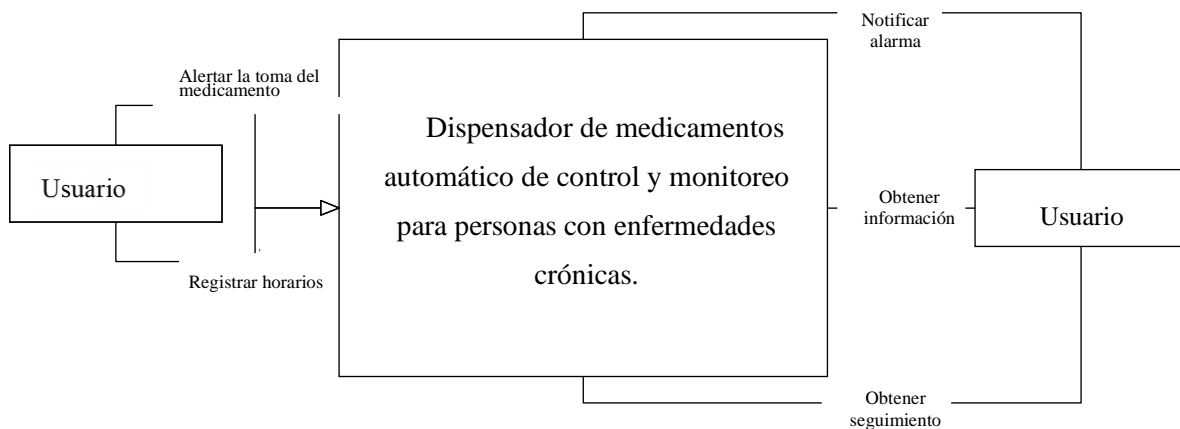 Notificar
alarma
Alertar la toma del
medicamento
Usuario
Registrar horarios
Dispensador de medicamentos
automático de control y monitoreo
para personas con enfermedades
crónicas.
Obtener
información
Usuario
Obtener
seguimiento